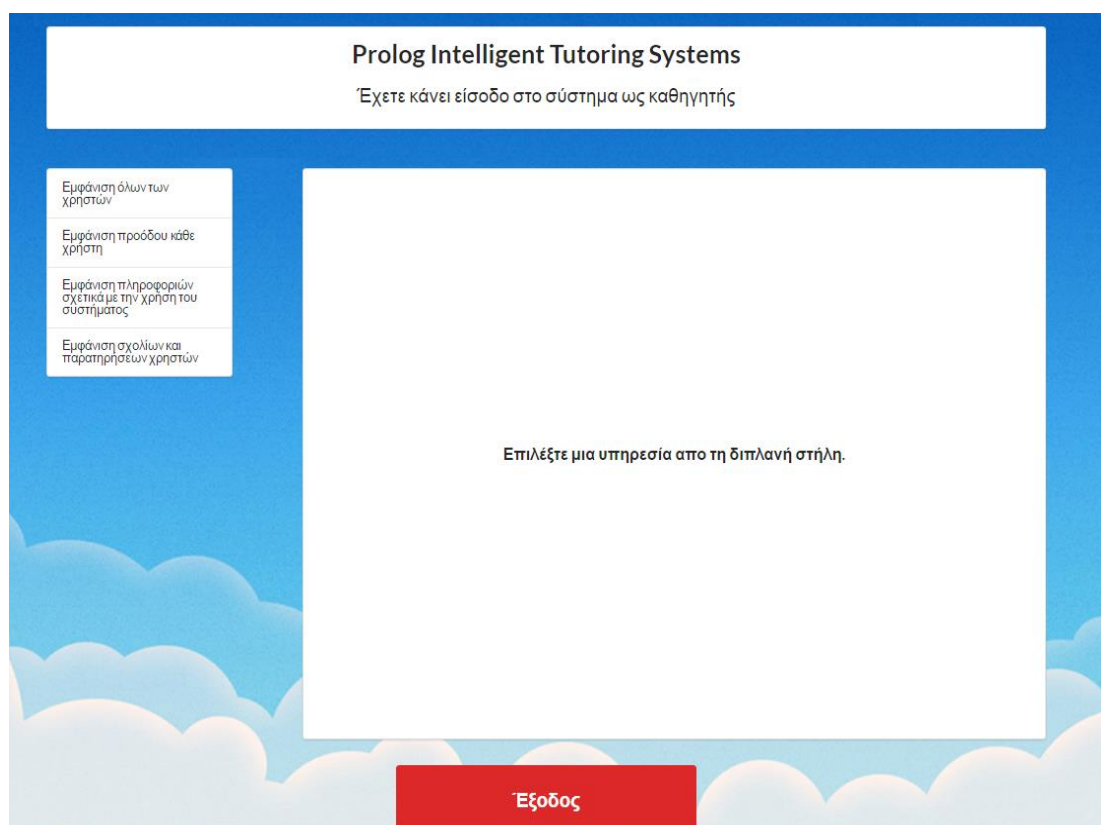 Prolog Intelligent Tutoring Systems
Έχετε κάνει είσοδο στο σύστημα ως καθηγητής
Εμφάνιση όλων των
χρηστών
Εμφάνιση προόδου κάθε
χρήστη
Εμφάνιση πληροφοριών
σχετικά με την χρήση του
συστήματος
Εμφάνιση σχολίων και
παρατηρήσεων χρηστών
Επιλέξτε μια υπηρεσία απο τη διπλανή στήλη.
Έξοδος